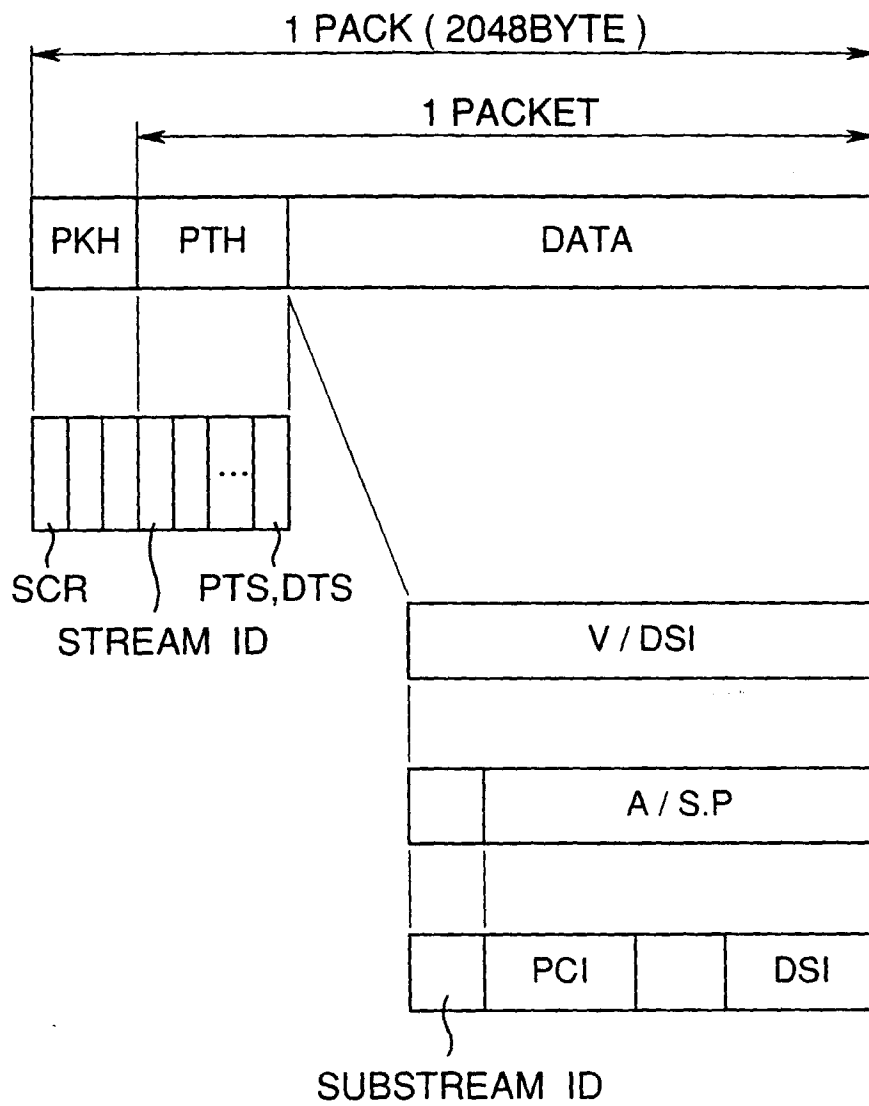 1 PACK ( 2048BYTE )
1 PACKET
PKH PTH DATA
...
SCR PTS,DTS
STREAM ID
V / DSI
A / S.P
PCI DSI
SUBSTREAM ID